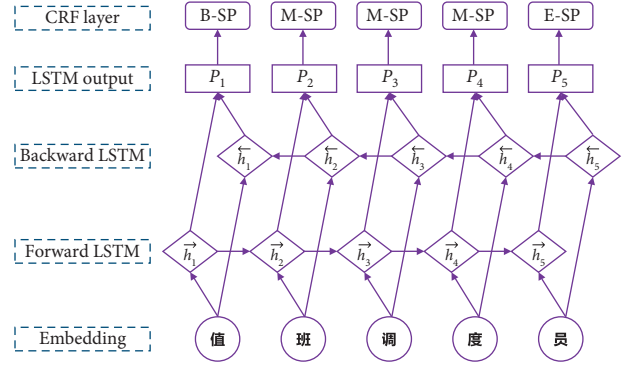 CRF layer B-SP M-SP M-SP M-SP E-SP
LSTM output P₁ P₂ P₃ P₄ P₅
Backward LSTM ←h₁ ←h₂ ←h₃ ←h₄ ←h₅
Forward LSTM →h₁ →h₂ →h₃ →h₄ →h₅
Embedding 值 班 调 度 员